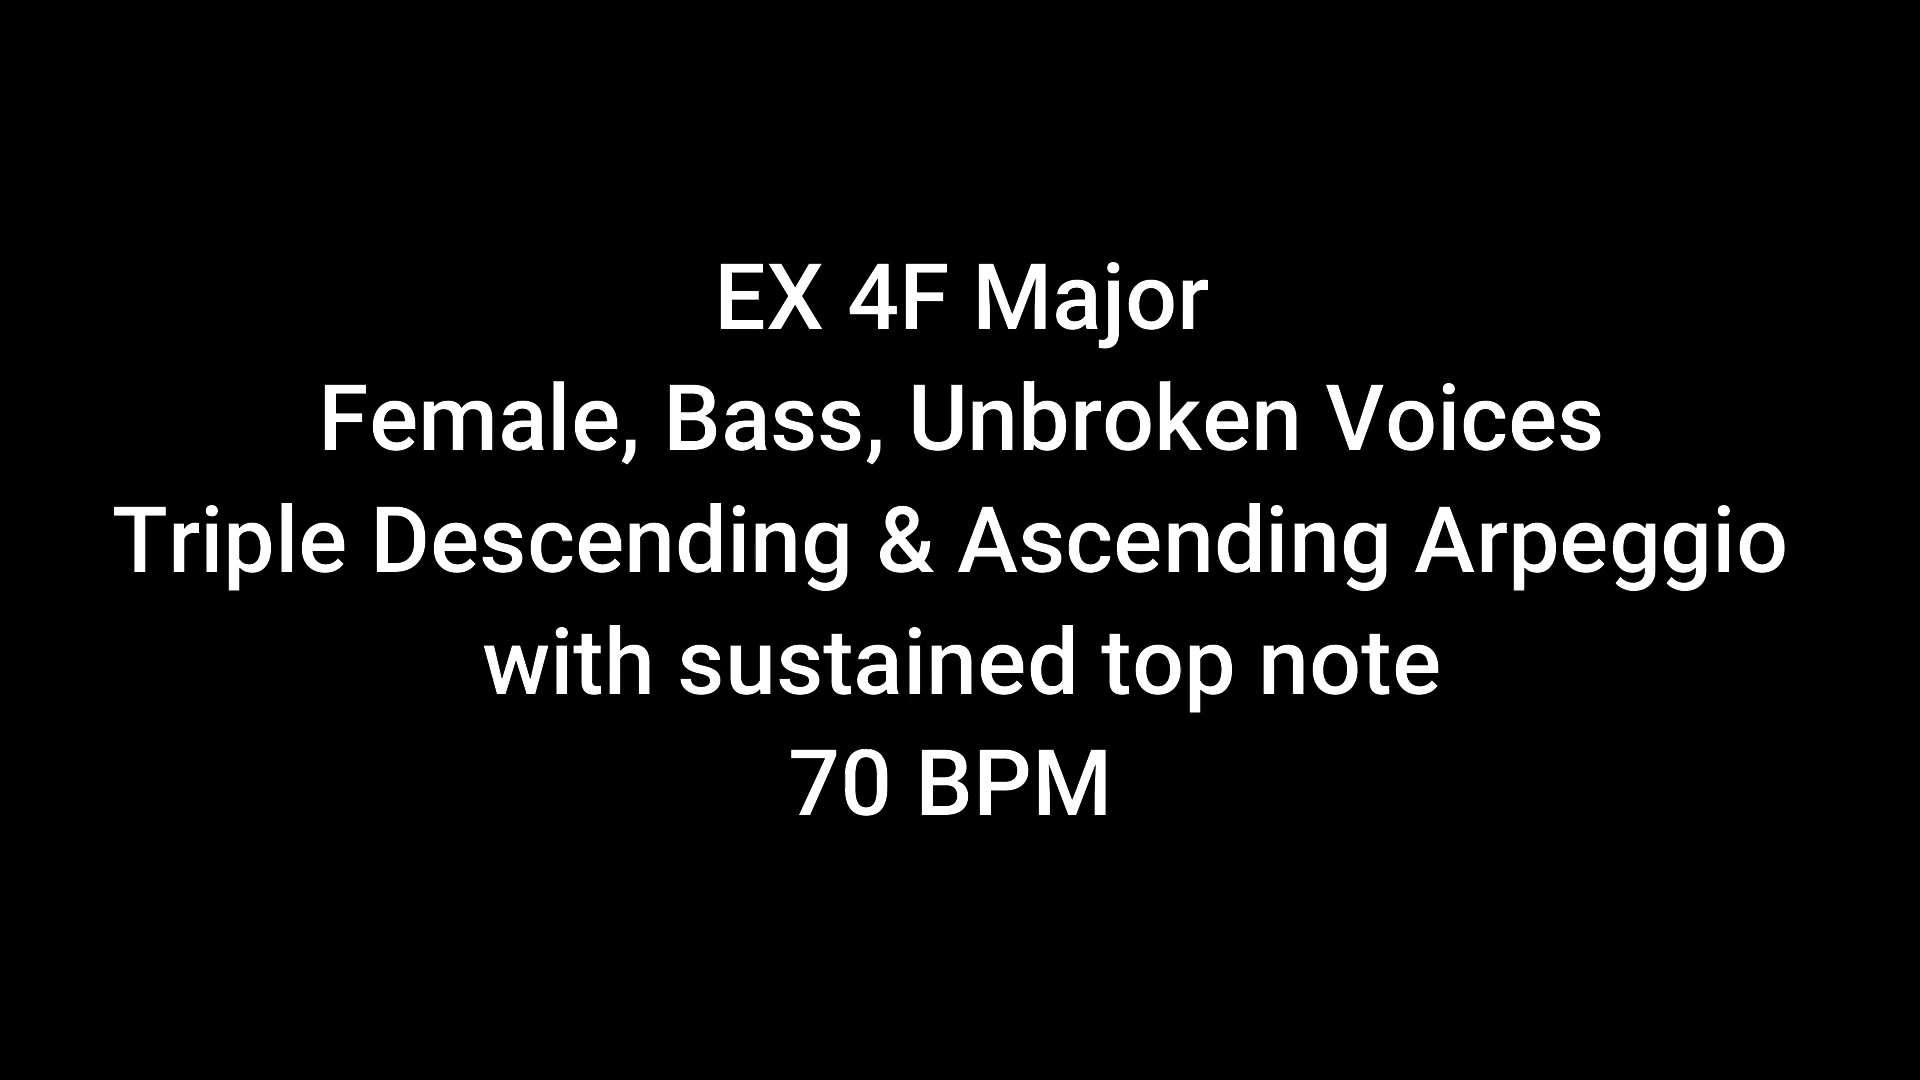 EX 4F Major
Female, Bass, Unbroken Voices
Triple Descending & Ascending Arpeggio
with sustained top note
70 BPM